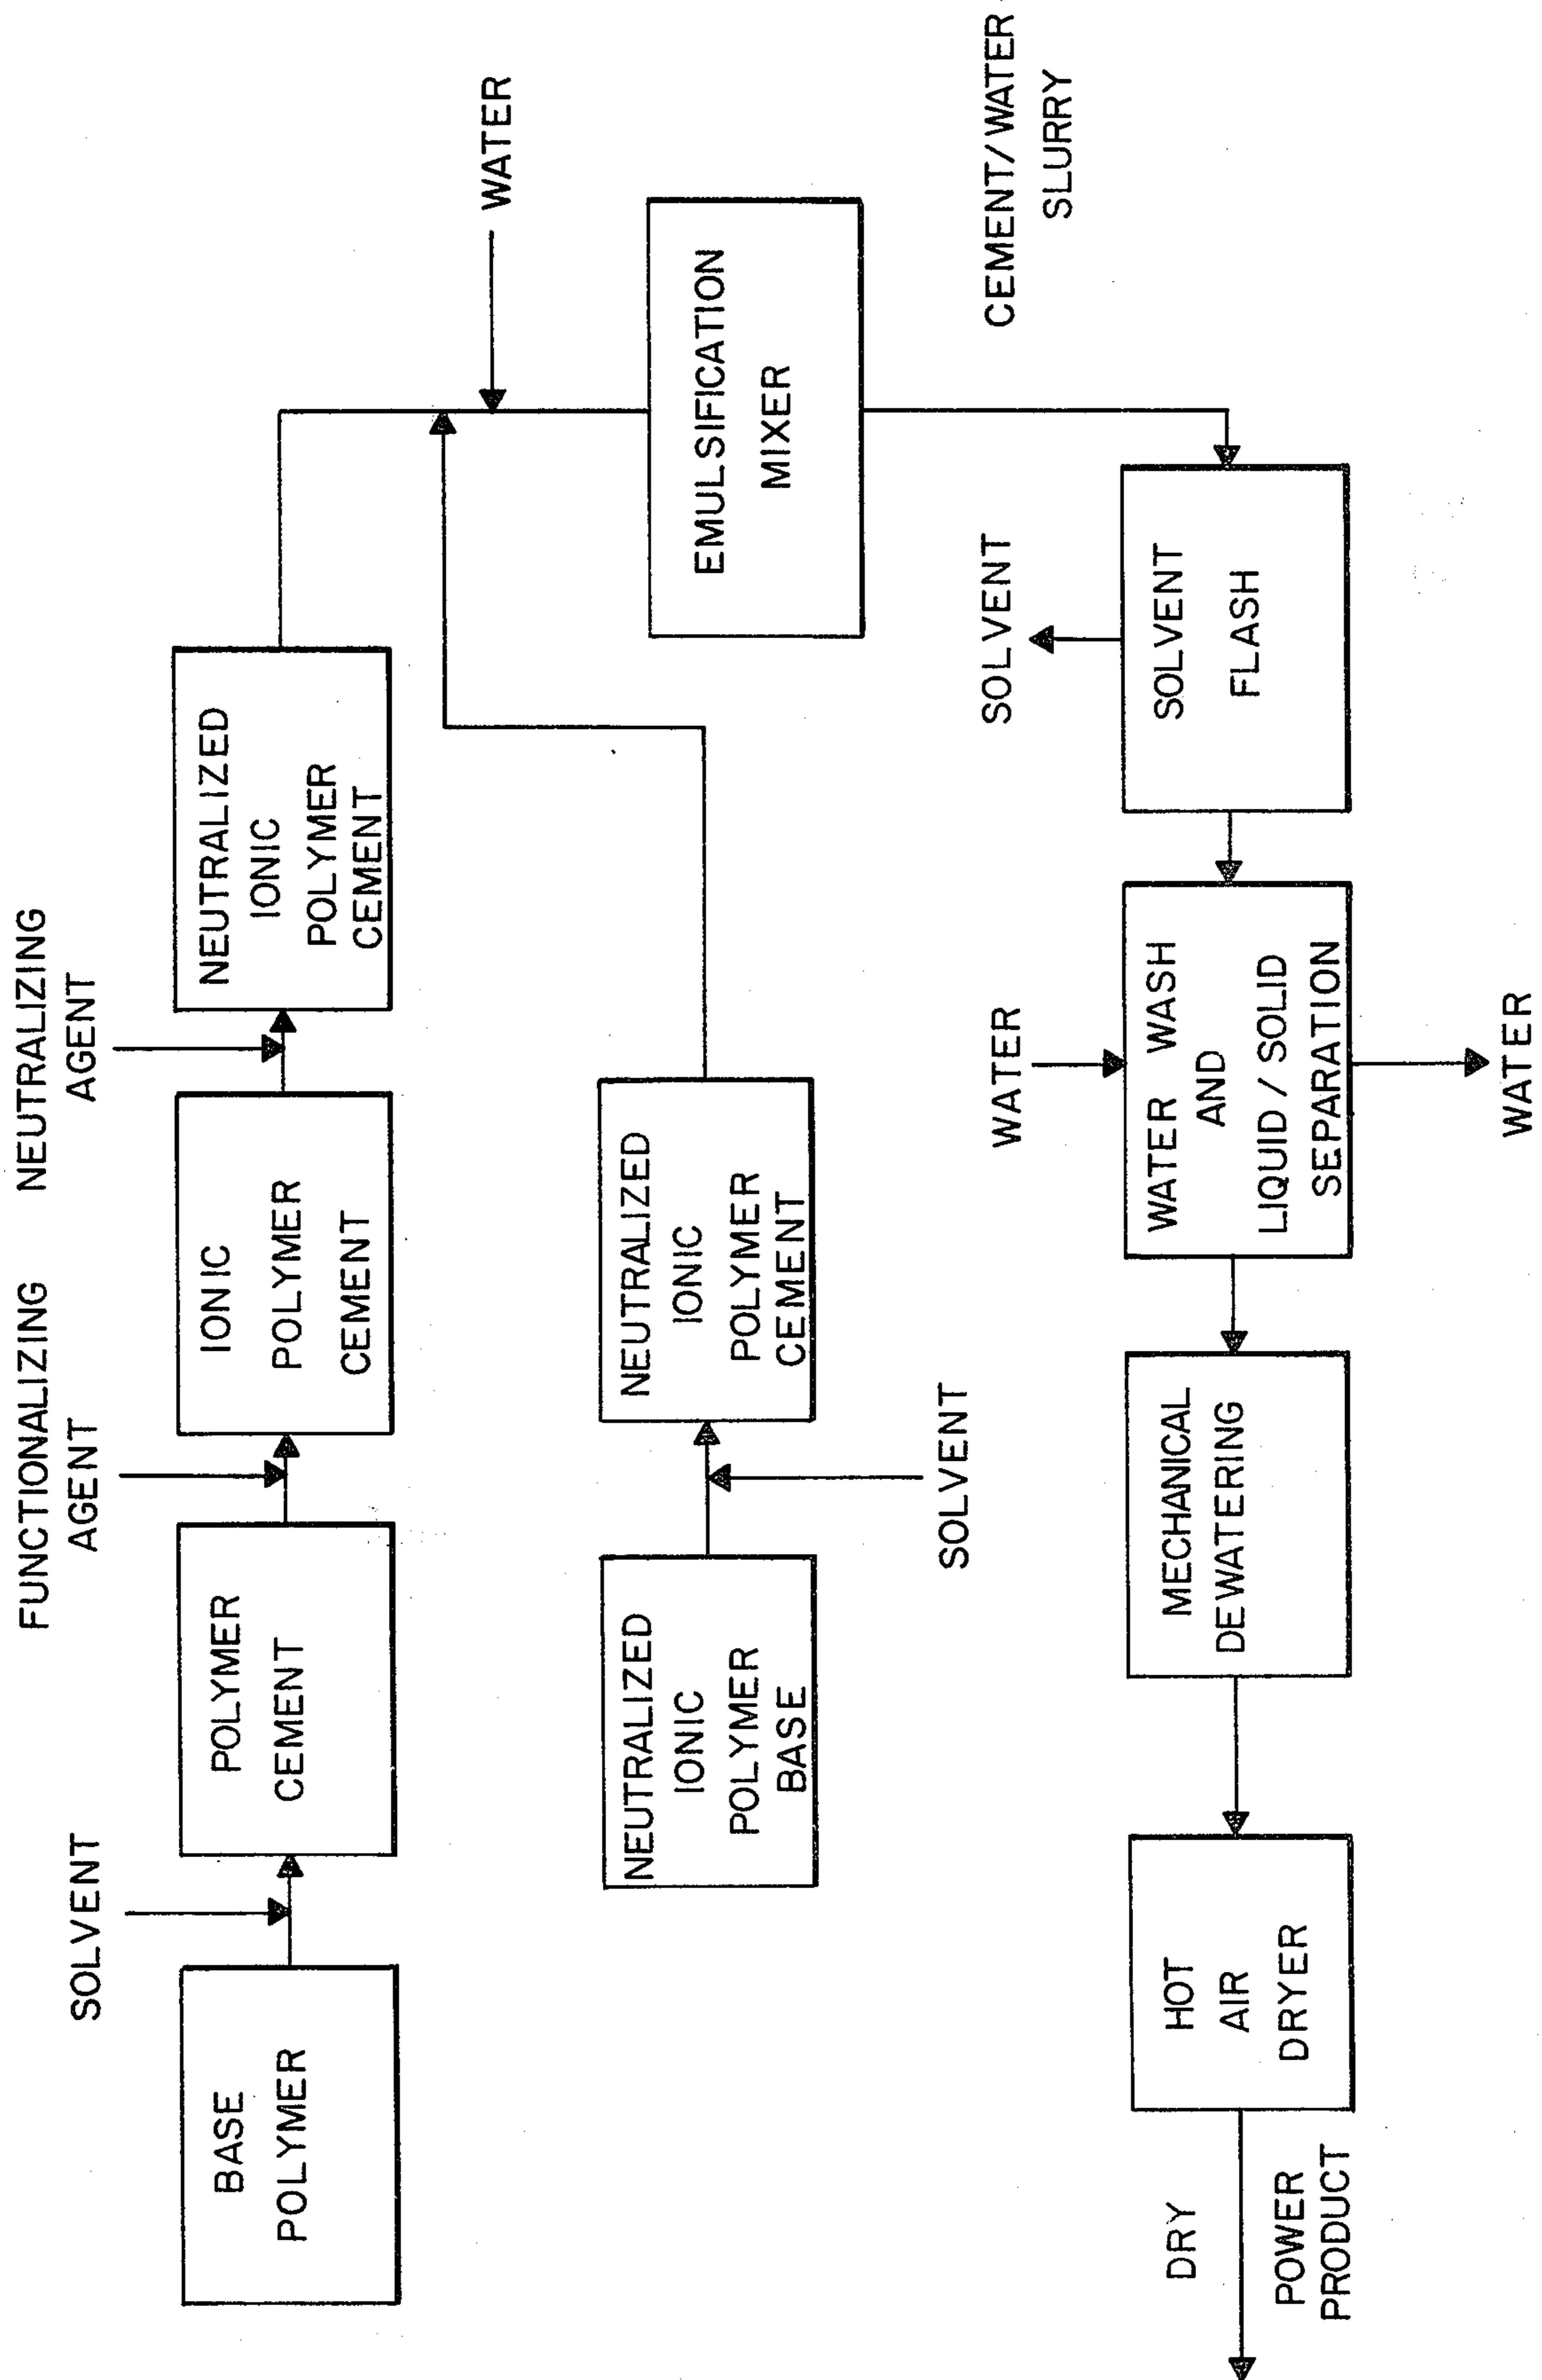 SOLVENT
FUNCTIONALIZING
AGENT
NEUTRALIZING
AGENT
BASE
POLYMER
POLYMER
CEMENT
IONIC
POLYMER
CEMENT
NEUTRALIZED
IONIC
POLYMER
CEMENT
WATER
NEUTRALIZED
IONIC
POLYMER
BASE
NEUTRALIZED
IONIC
POLYMER
CEMENT
SOLVENT
EMULSIFICATION
MIXER
CEMENT/WATER
SLURRY
SOLVENT
SOLVENT
FLASH
WATER
WATER WASH
AND
LIQUID / SOLID
SEPARATION
WATER
MECHANICAL
DEWATERING
HOT
AIR
DRYER
DRY
POWER
PRODUCT